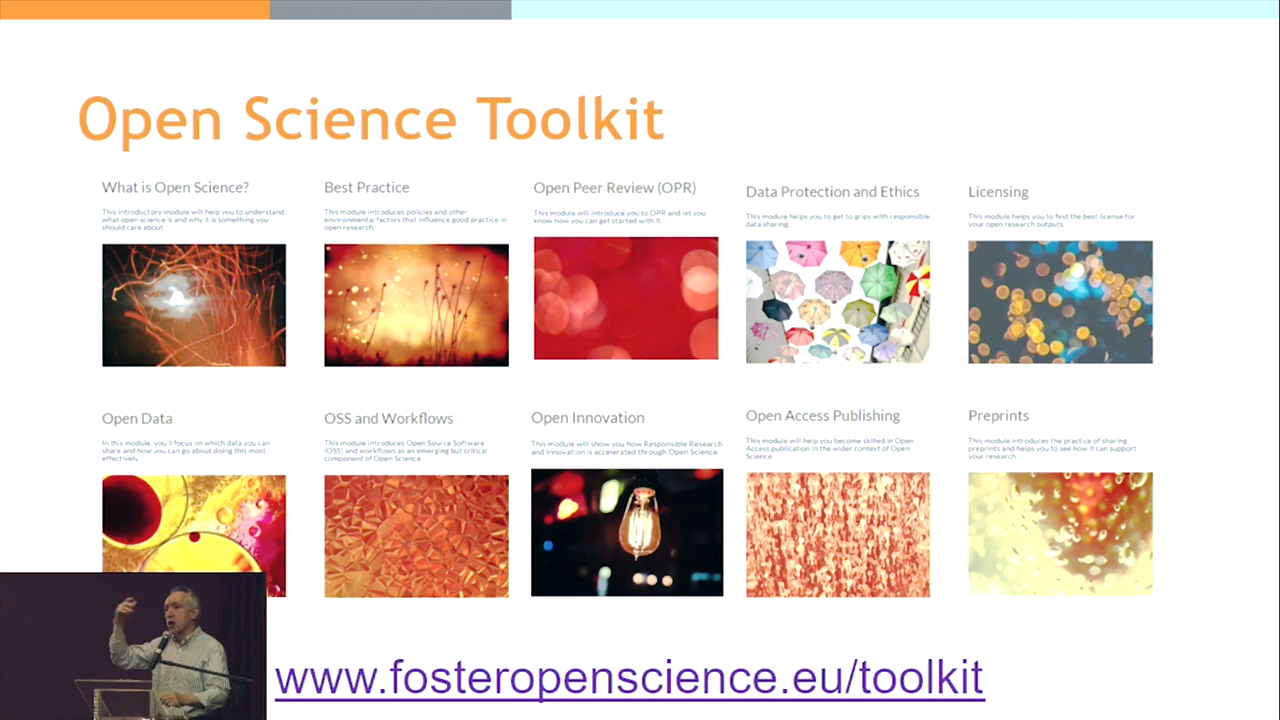 Open Science Toolkit
What is Open Science?
This introductory module will help you to understand
what open science is and why it is something you
should care about
Best Practice
This module introduces policies and other
environmental factors that influence good practice in
open research.
Open Peer Review (OPR)
This module will introduce you to OPR and let you
know how you can get started with it.
Data Protection and Ethics
This module helps you to get to grips with responsible
data sharing.
Licensing
This module helps you to find the best license for
your open research outputs.
Open Data
In this module, you'll focus on which data you can
share and how you can go about doing this most
effectively.
OSS and Workflows
This module introduces Open Source Software
(OSS) and workflows as an emerging but critical
component of Open Science.
Open Innovation
This module will show you how Responsible Research
and Innovation is accelerated through Open Science.
Open Access Publishing
This module will help you become skilled in Open
Access publication in the wider context of Open
Science
Preprints
This module introduces the practice of sharing
preprints and helps you to see how it can support
your research
www.fosteropenscience.eu/toolkit